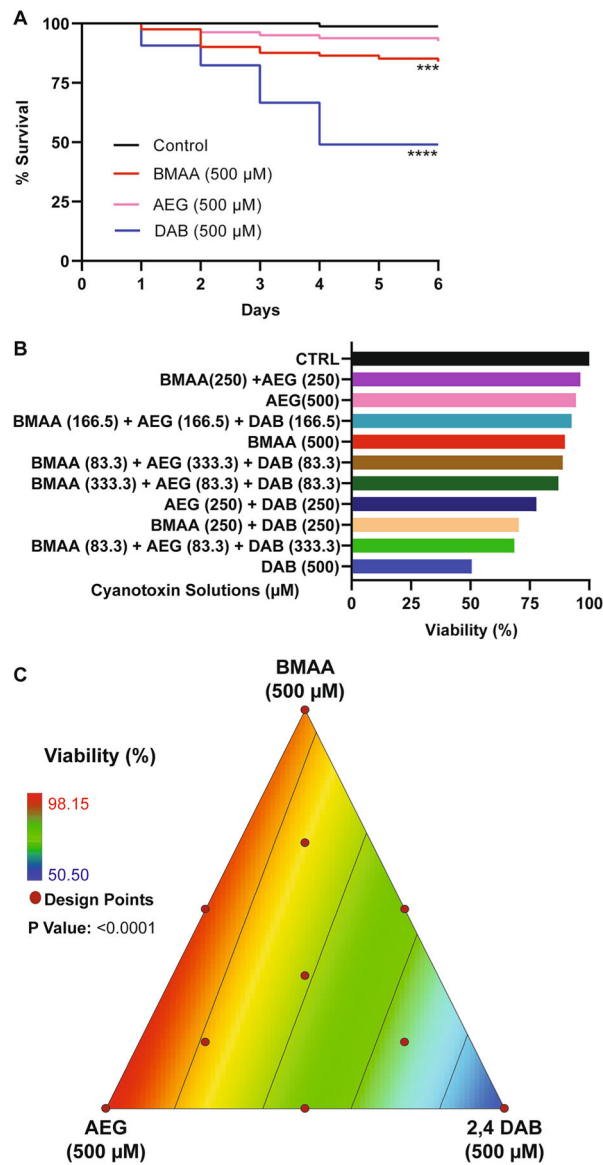 A
100
75
50
25
0
% Survival
Control
BMAA (500 µM)
AEG (500 µM)
DAB (500 µM)
***
****
0 1 2 3 4 5 6
Days
B
CTRL
BMAA(250) +AEG (250)
AEG(500)
BMAA (166.5) + AEG (166.5) + DAB (166.5)
BMAA (500)
BMAA (83.3) + AEG (333.3) + DAB (83.3)
BMAA (333.3) + AEG (83.3) + DAB (83.3)
AEG (250) + DAB (250)
BMAA (250) + DAB (250)
BMAA (83.3) + AEG (83.3) + DAB (333.3)
DAB (500)
Cyanotoxin Solutions (µM)
0 25 50 75 100
Viability (%)
C
BMAA
(500 µM)
Viability (%)
98.15
50.50
Design Points
P Value: <0.0001
AEG
(500 µM)
2,4 DAB
(500 µM)